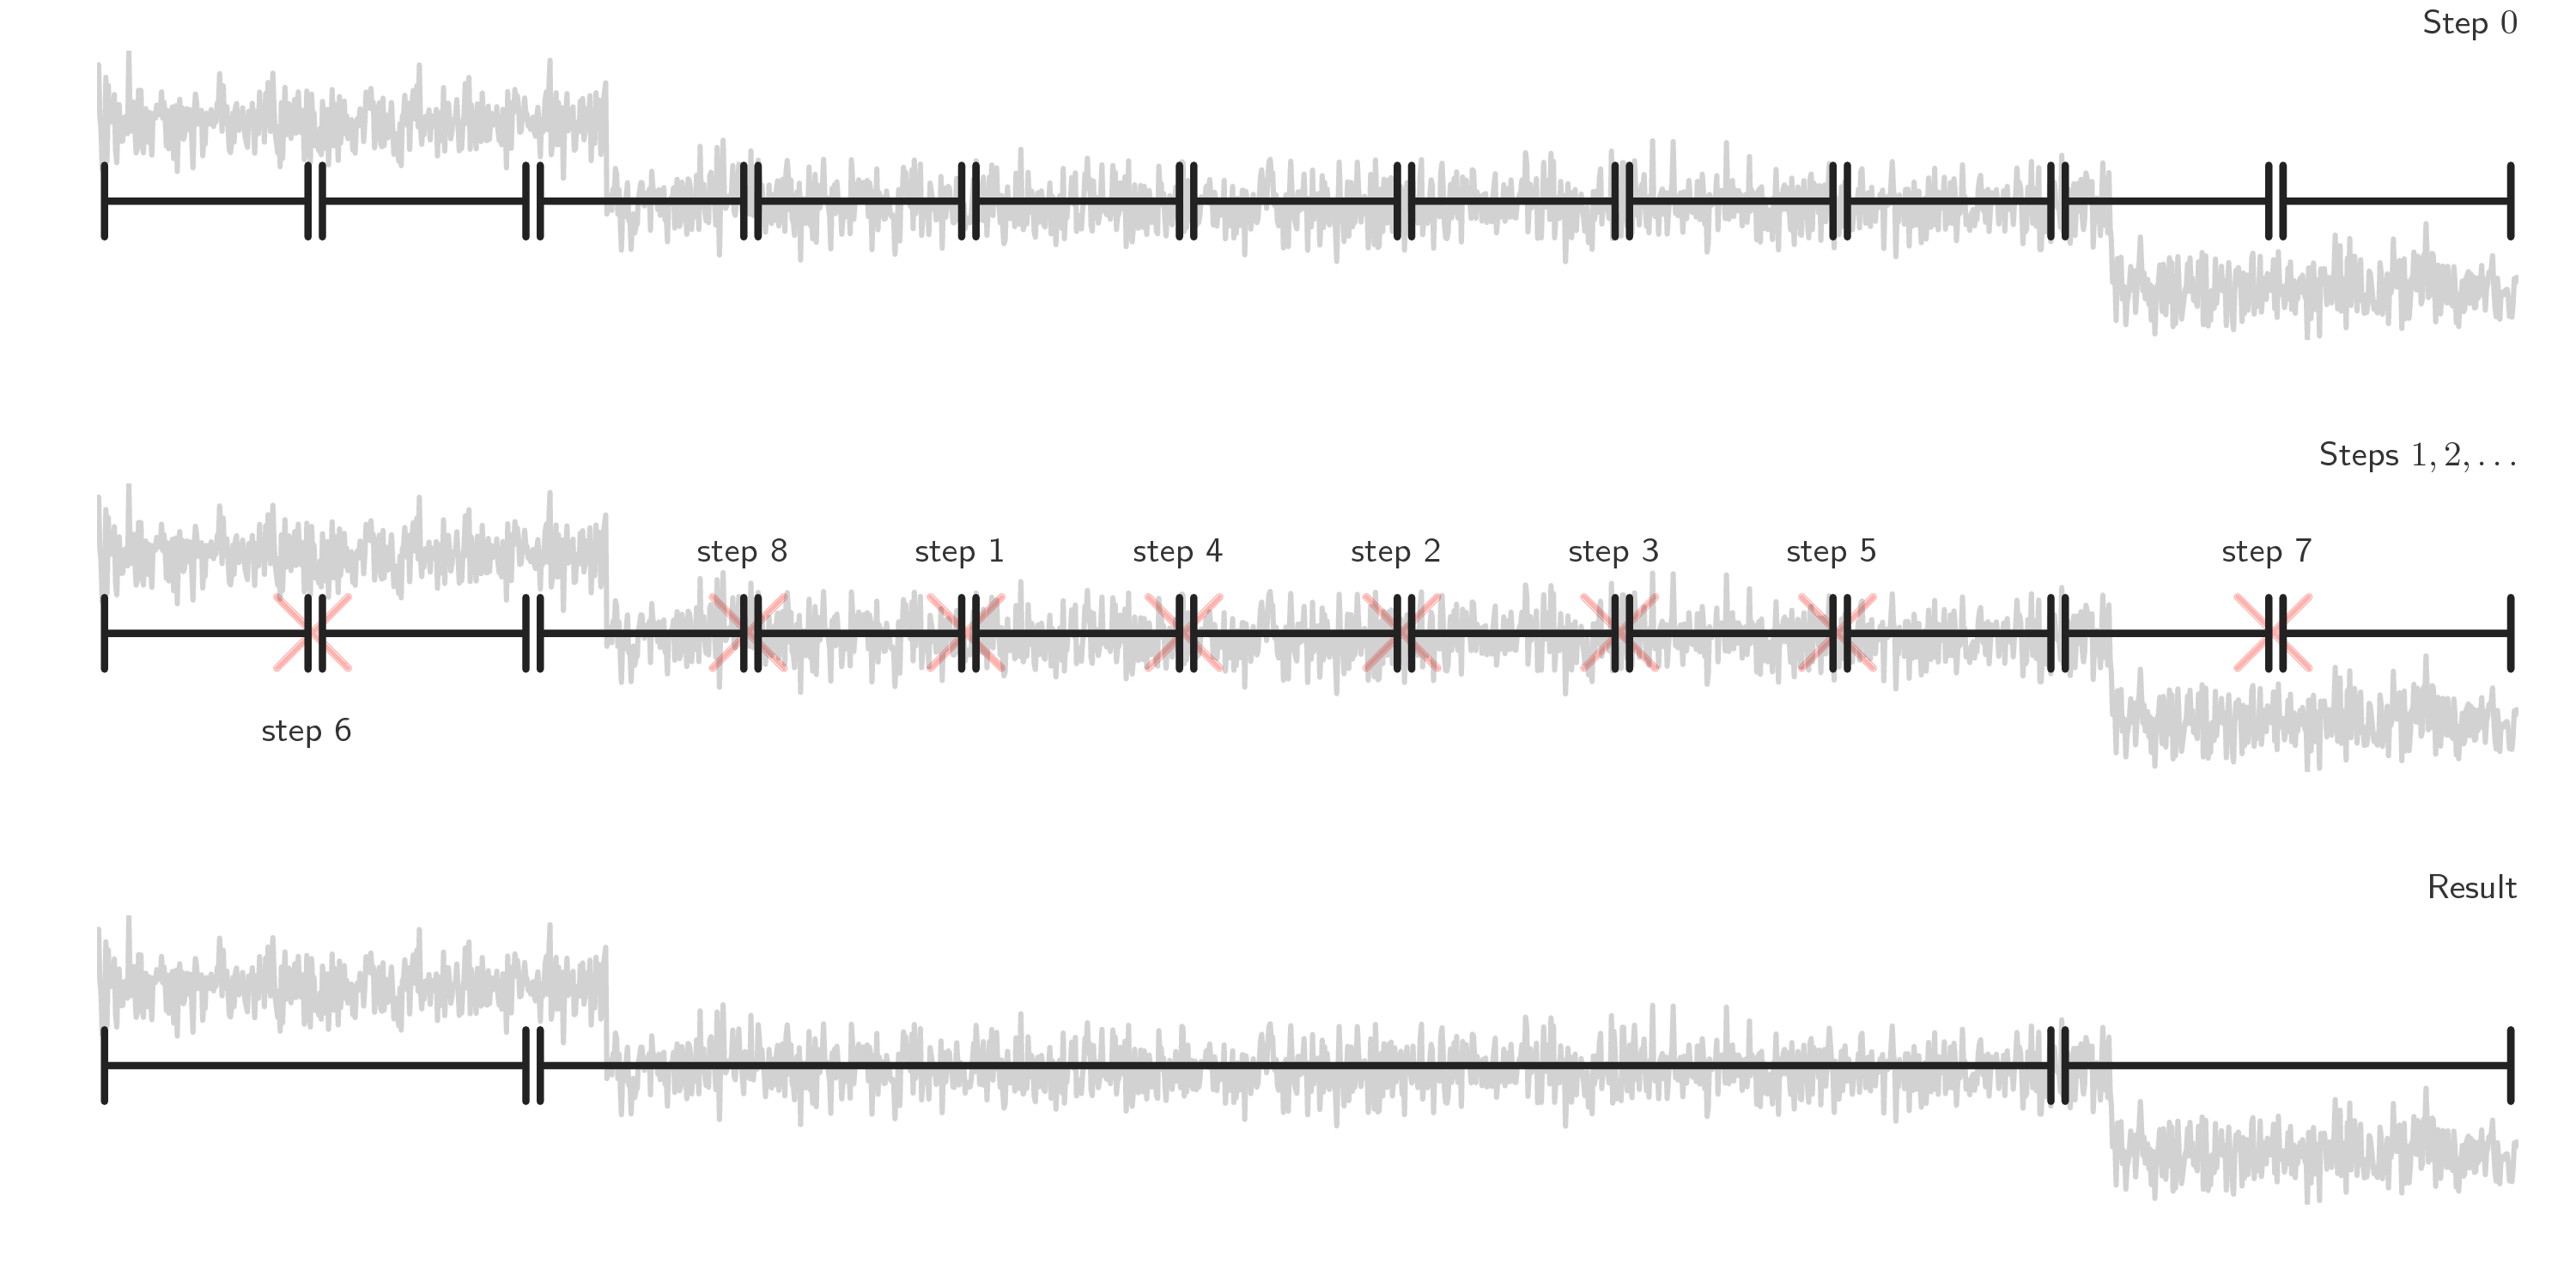 Step 0
Steps 1, 2, . . .
step 8
step 1
step 4
step 2
step 3
step 5
step 7
step 6
Result